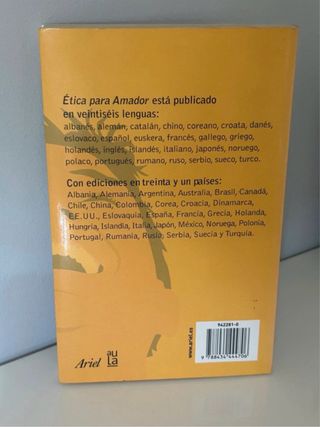 Ética para Amador está publicado
en veintiséis lenguas:
albanés, alemán, catalán, chino, coreano, croata, danés,
eslovaco, español, euskera, francés, gallego, griego,
holandés, inglés, islandés, italiano, japonés, noruego,
polaco, portugués, rumano, ruso, serbio, sueco, turco.
Con ediciones en treinta y un países:
Albania, Alemania, Argentina, Australia, Brasil, Canadá,
Chile, China, Colombia, Corea, Croacia, Dinamarca,
EE.UU., Eslovaquia, España, Francia, Grecia, Holanda,
Hungría, Islandia, Italia, Japón, México, Noruega, Polonia,
Portugal, Rumanía, Rusia, Serbia, Suecia y Turquía.
942281-0
www.ariel.es
9 788434 444706
Ariel
au
la